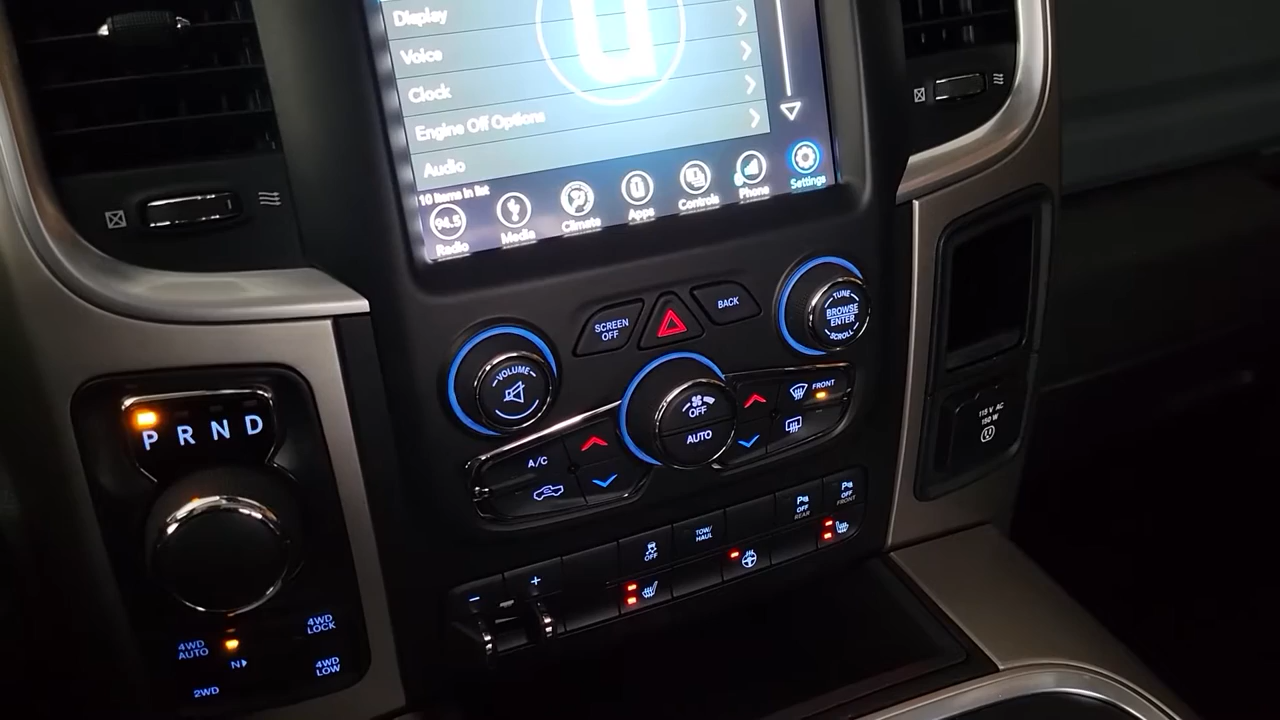 Display
Voice
Clock
Engine Off Options
Audio
10 items in list
94.5
Radio
Media
Climate
Apps
Controls
Phone
Settings
SCREEN
OFF
BACK
TUNE
BROWSE
ENTER
SCROLL
VOLUME
OFF
AUTO
FRONT
A/C
P R N D
115 V AC
150 W
P
OFF
REAR
P
OFF
FRONT
TOW/
HAUL
OFF
- +
4WD
AUTO
4WD
LOCK
N
4WD
LOW
2WD